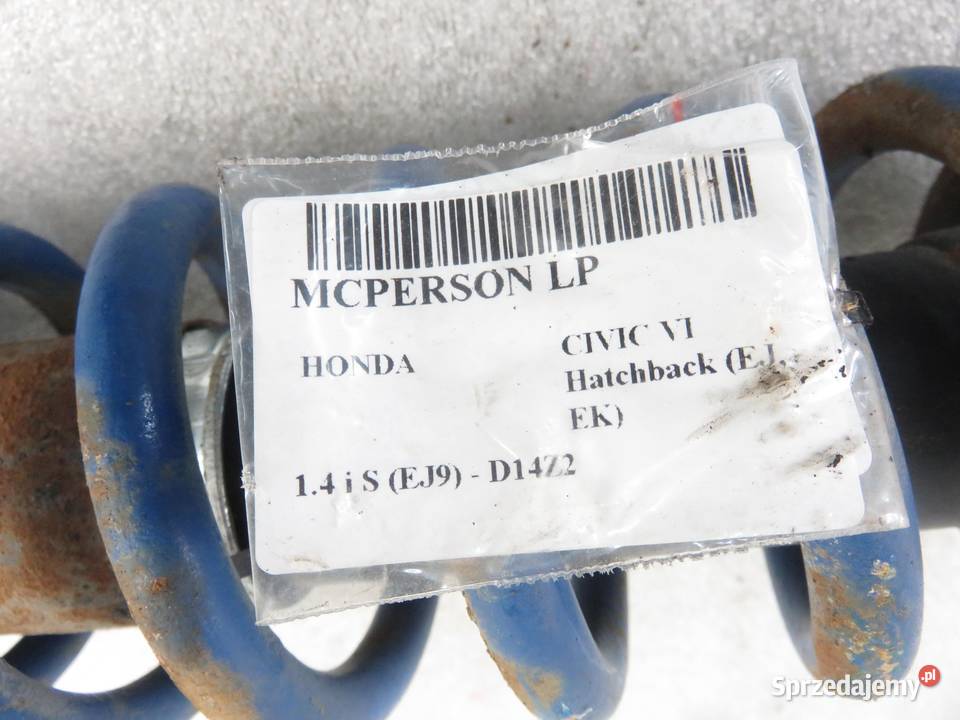 MCPERSON LP
HONDA
CIVIC VI
Hatchback (EJ,
EK)
1.4 i S (EJ9) - D14Z2
Sprzedajemy.pl